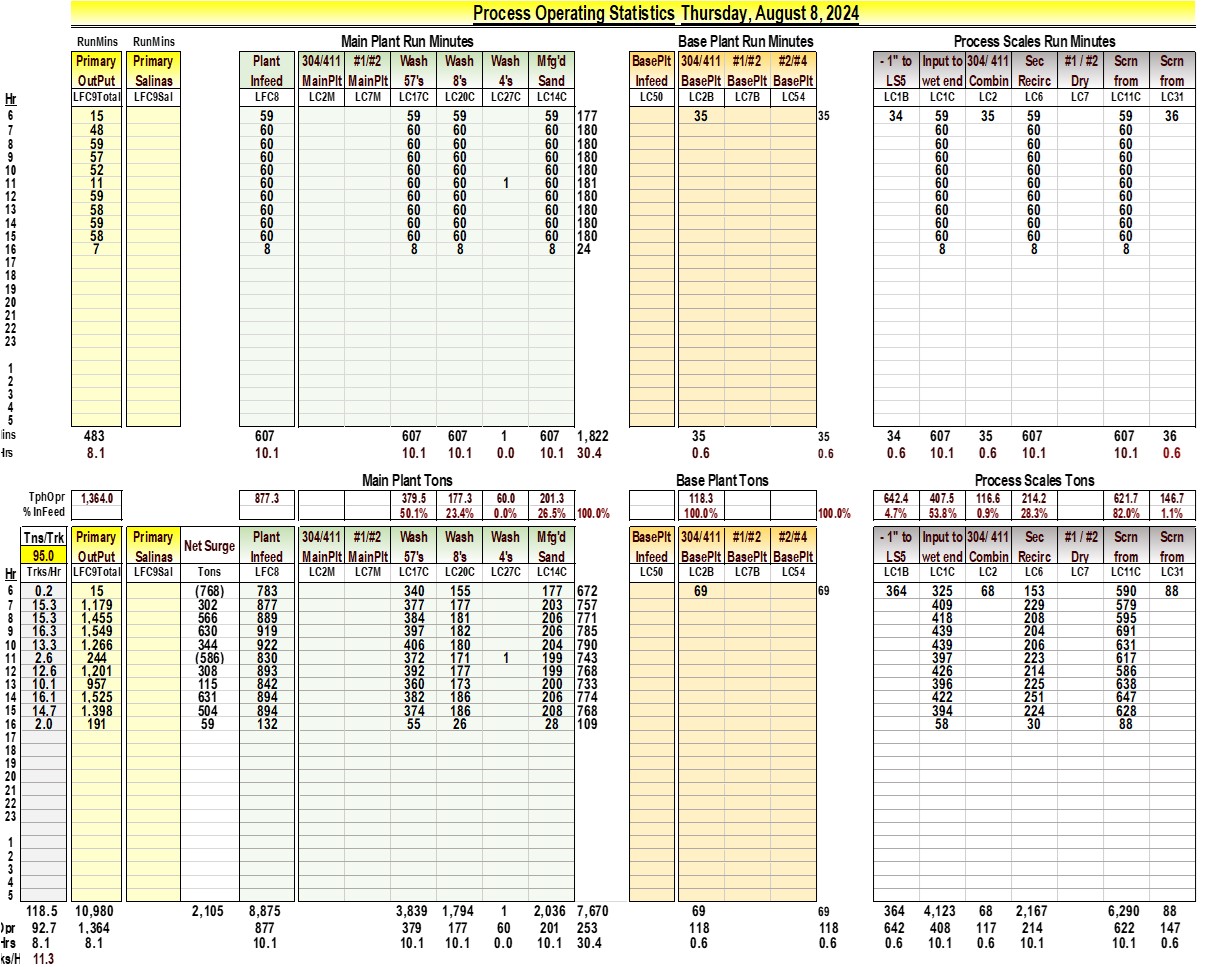 Process Operating Statistics Thursday, August 8, 2024
RunMins RunMins Main Plant Run Minutes Base Plant Run Minutes Process Scales Run Minutes
Primary Primary Plant 304/411 #1/#2 Wash Wash Wash Mfg'd BasePlt 304/411 #1/#2 #2/#4 - 1" to Input to 304/ 411 Sec #1 / #2 Scrn Scrn
OutPut Salinas Infeed MainPlt MainPlt 57's 8's 4's Sand Infeed BasePlt BasePlt BasePlt LS5 wet end Combin Recirc Dry from from
Hr LFC9Total LFC9Sal LFC8 LC2M LC7M LC17C LC20C LC27C LC14C LC50 LC2B LC7B LC54 LC1B LC1C LC2 LC6 LC7 LC11C LC31
6 15 59 59 59 59 177 35 35 34 59 35 59 59 36
7 48 60 60 60 60 180 60 60 60
8 59 60 60 60 60 180 60 60 60
9 57 60 60 60 60 180 60 60 60
10 52 60 60 60 60 180 60 60 60
11 11 60 60 60 1 60 181 60 60 60
12 59 60 60 60 60 180 60 60 60
13 58 60 60 60 60 180 60 60 60
14 59 60 60 60 60 180 60 60 60
15 58 60 60 60 60 180 60 60 60
16 7 8 8 8 8 24 8 8 8
17
18
19
20
21
22
23
1
2
3
4
5
ins 483 607 607 607 1 607 1,822 35 35 34 607 35 607 607 36
Hrs 8.1 10.1 10.1 10.1 0.0 10.1 30.4 0.6 0.6 0.6 10.1 0.6 10.1 10.1 0.6
Main Plant Tons Base Plant Tons Process Scales Tons
TphOpr 1,364.0 877.3 379.5 177.3 60.0 201.3 118.3 642.4 407.5 116.6 214.2 621.7 146.7
% InFeed 50.1% 23.4% 0.0% 26.5% 100.0% 100.0% 100.0% 4.7% 53.8% 0.9% 28.3% 82.0% 1.1%
Tns/Trk Primary Primary Net Surge Plant 304/411 #1/#2 Wash Wash Wash Mfg'd BasePlt 304/411 #1/#2 #2/#4 - 1" to Input to 304/ 411 Sec #1 / #2 Scrn Scrn
95.0 OutPut Salinas Infeed MainPlt MainPlt 57's 8's 4's Sand Infeed BasePlt BasePlt BasePlt LS5 wet end Combin Recirc Dry from from
Hr Trks/Hr LFC9Total LFC9Sal Tons LFC8 LC2M LC7M LC17C LC20C LC27C LC14C LC50 LC2B LC7B LC54 LC1B LC1C LC2 LC6 LC7 LC11C LC31
6 0.2 15 (768) 783 340 155 177 672 69 69 364 325 68 153 590 88
7 15.3 1,179 302 877 377 177 203 757 409 229 579
8 15.3 1,455 566 889 384 181 206 771 418 208 595
9 16.3 1,549 630 919 397 182 206 785 439 204 691
10 13.3 1,266 344 922 406 180 204 790 439 206 631
11 2.6 244 (586) 830 372 171 1 199 743 397 223 617
12 12.6 1,201 308 893 392 177 199 768 426 214 586
13 10.1 957 115 842 360 173 200 733 396 225 638
14 16.1 1,525 631 894 382 186 206 774 422 251 647
15 14.7 1,398 504 894 374 186 208 768 394 224 628
16 2.0 191 59 132 55 26 28 109 58 30 88
17
18
19
20
21
22
23
1
2
3
4
5
118.5 10,980 2,105 8,875 3,839 1,794 1 2,036 7,670 69 69 364 4,123 68 2,167 6,290 88
Opr 92.7 1,364 877 379 177 60 201 253 118 118 642 408 117 214 622 147
Hrs 8.1 8.1 10.1 10.1 10.1 0.0 10.1 30.4 0.6 0.6 0.6 10.1 0.6 10.1 10.1 0.6
ks/H 11.3